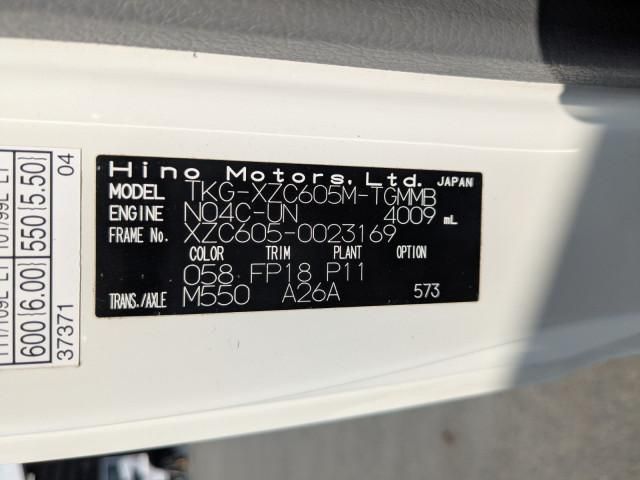 Hino Motors, Ltd. JAPAN
MODEL TKG-XZC605M-TGMMB
ENGINE N04C-UN 4009 mL
FRAME No. XZC605-0023169
COLOR TRIM PLANT OPTION
058 FP18 P11
TRANS./AXLE M550 A26A 573
600(6.00) 550(5.50)
37371 04